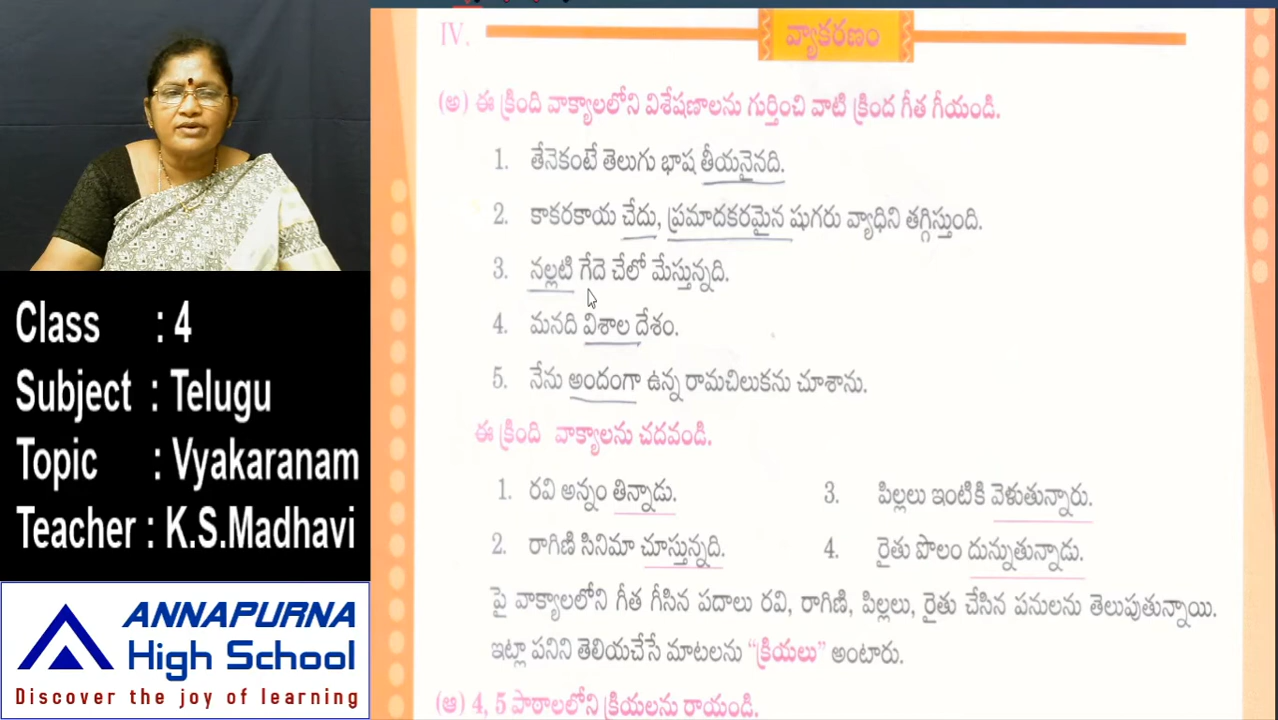 IV. వ్యాకరణం
(అ) ఈ క్రింది వాక్యాలలోని విశేషణాలను గుర్తించి వాటి క్రింద గీత గీయండి.
1. తేనెకంటే తెలుగు భాష తీయనైనది.
2. కాకరకాయ చేదు, ప్రమాదకరమైన షుగరు వ్యాధిని తగ్గిస్తుంది.
3. నల్లటి గేదె చేలో మేస్తున్నది.
4. మనది విశాల దేశం.
5. నేను అందంగా ఉన్న రామచిలుకను చూశాను.
ఈ క్రింది వాక్యాలను చదవండి.
1. రవి అన్నం తిన్నాడు.
3. పిల్లలు ఇంటికి వెళుతున్నారు.
2. రాగిణి సినిమా చూస్తున్నది.
4. రైతు పొలం దున్నుతున్నాడు.
పై వాక్యాలలోని గీత గీసిన పదాలు రవి, రాగిణి, పిల్లలు, రైతు చేసిన పనులను తెలుపుతున్నాయి.
ఇట్లా పనిని తెలియచేసే మాటలను “క్రియలు” అంటారు.
(ఆ) 4, 5 పాఠాలలోని క్రియలను రాయండి.
Class : 4
Subject : Telugu
Topic : Vyakaranam
Teacher : K.S.Madhavi
ANNAPURNA
High School
Discover the joy of learning